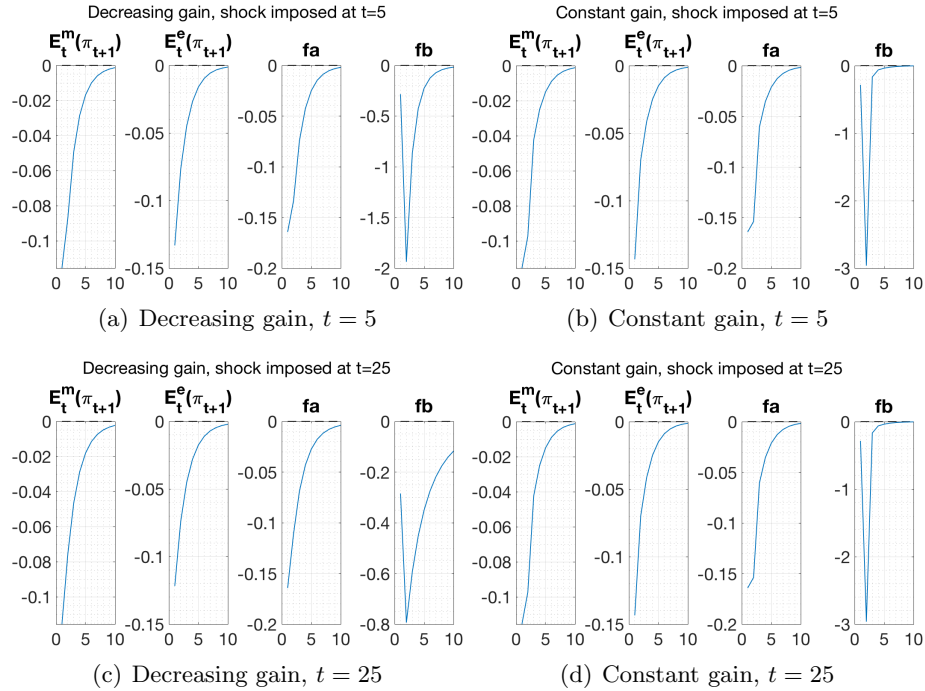 Decreasing gain, shock imposed at t=5
E_t^m(π_{t+1}) E_t^e(π_{t+1}) fa fb
0 -0.02 -0.04 -0.06 -0.08 -0.1
0 -0.05 -0.1 -0.15
0 -0.05 -0.1 -0.15 -0.2
0 -0.5 -1 -1.5 -2
0 5 10 0 5 10 0 5 10 0 5 10
(a) Decreasing gain, t = 5
Constant gain, shock imposed at t=5
E_t^m(π_{t+1}) E_t^e(π_{t+1}) fa fb
0 -0.02 -0.04 -0.06 -0.08 -0.1
0 -0.05 -0.1 -0.15
0 -0.05 -0.1 -0.15 -0.2
0 -1 -2 -3
0 5 10 0 5 10 0 5 10 0 5 10
(b) Constant gain, t = 5
Decreasing gain, shock imposed at t=25
E_t^m(π_{t+1}) E_t^e(π_{t+1}) fa fb
0 -0.02 -0.04 -0.06 -0.08 -0.1
0 -0.05 -0.1 -0.15
0 -0.05 -0.1 -0.15 -0.2
0 -0.2 -0.4 -0.6 -0.8
0 5 10 0 5 10 0 5 10 0 5 10
(c) Decreasing gain, t = 25
Constant gain, shock imposed at t=25
E_t^m(π_{t+1}) E_t^e(π_{t+1}) fa fb
0 -0.02 -0.04 -0.06 -0.08 -0.1
0 -0.05 -0.1 -0.15
0 -0.05 -0.1 -0.15 -0.2
0 -1 -2 -3
0 5 10 0 5 10 0 5 10 0 5 10
(d) Constant gain, t = 25